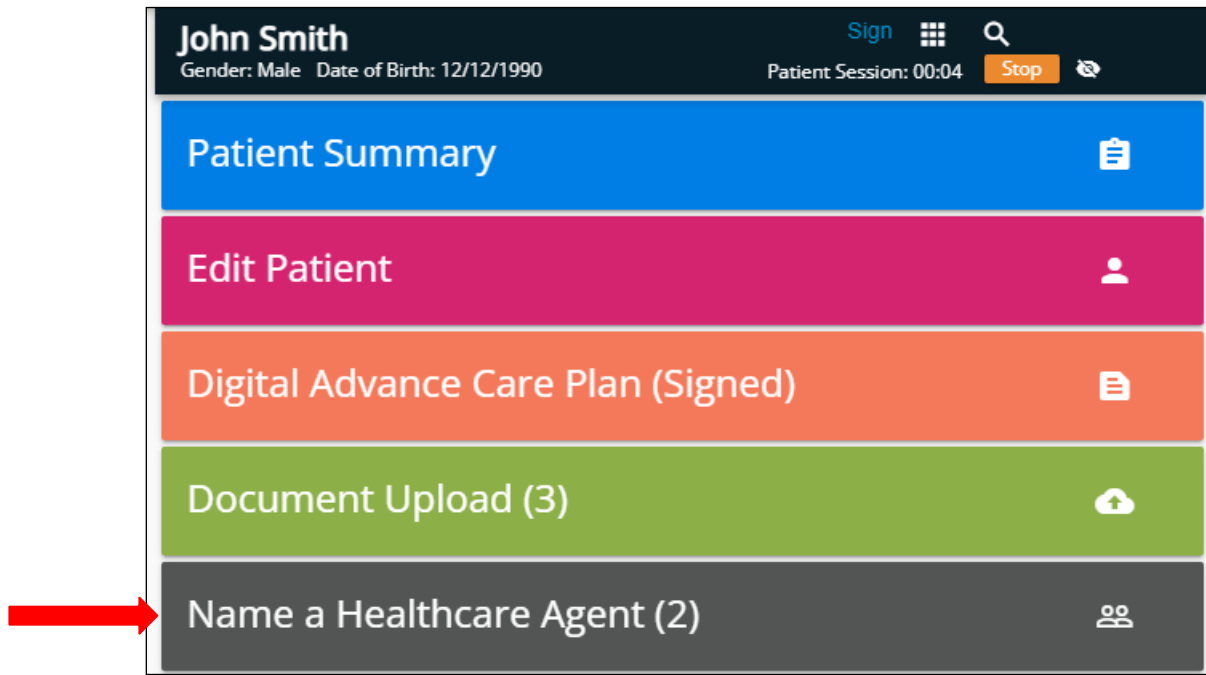 John Smith
Sign
Gender: Male Date of Birth: 12/12/1990
Patient Session: 00:04 Stop
Patient Summary
Edit Patient
Digital Advance Care Plan (Signed)
Document Upload (3)
Name a Healthcare Agent (2)